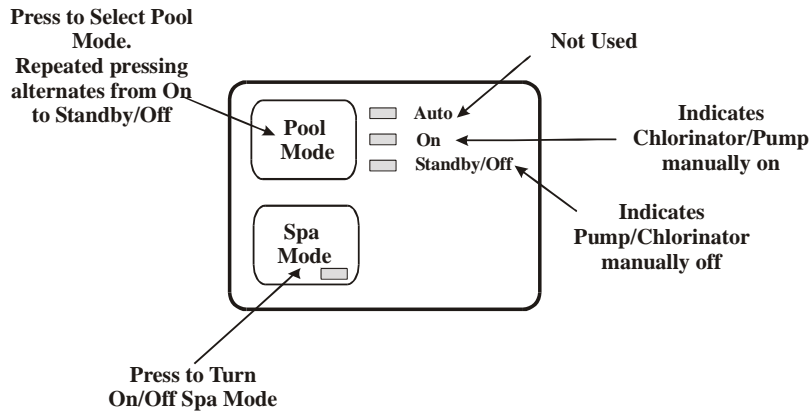 Press to Select Pool
Mode.
Repeated pressing
alternates from On
to Standby/Off
Not Used
Pool
Mode
Auto
On
Standby/Off
Indicates
Chlorinator/Pump
manually on
Indicates
Pump/Chlorinator
manually off
Spa
Mode
Press to Turn
On/Off Spa Mode